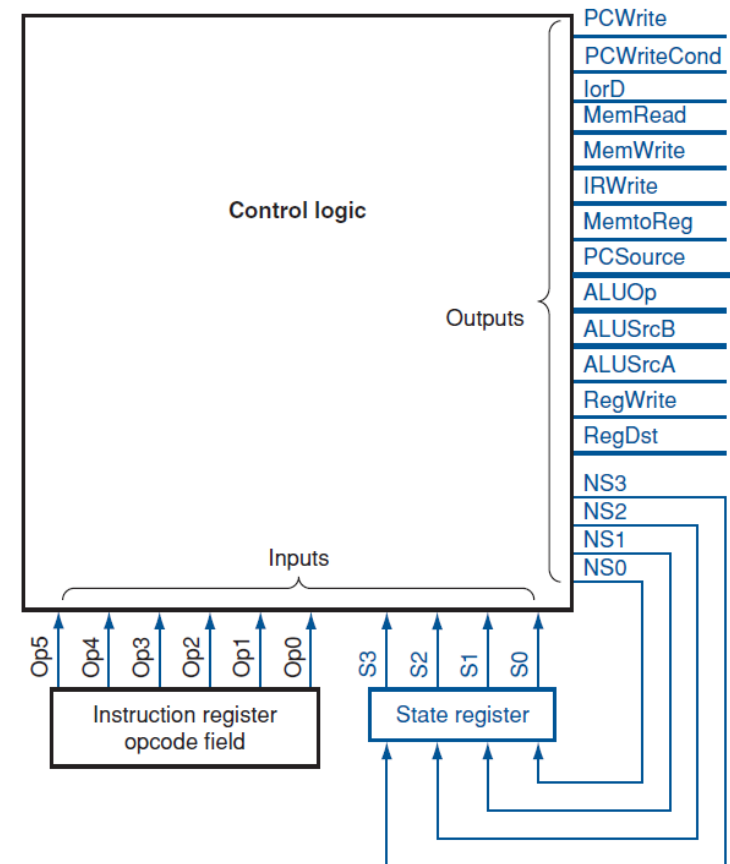 PCWrite
PCWriteCond
IorD
MemRead
MemWrite
IRWrite
Control logic
MemtoReg
PCSource
ALUOp
Outputs
ALUSrcB
ALUSrcA
RegWrite
RegDst
NS3
NS2
NS1
Inputs
NS0
Op5
Op4
Op3
Op2
Op1
Op0
S3
S2
S1
S0
Instruction register
opcode field
State register